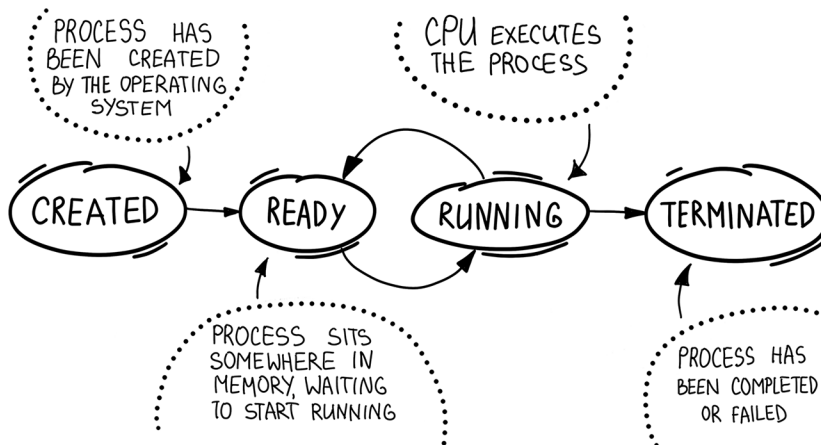 PROCESS HAS
BEEN CREATED
BY THE OPERATING
SYSTEM
CPU EXECUTES
THE PROCESS
CREATED
READY
RUNNING
TERMINATED
PROCESS SITS
SOMEWHERE IN
MEMORY, WAITING
TO START RUNNING
PROCESS HAS
BEEN COMPLETED
OR FAILED